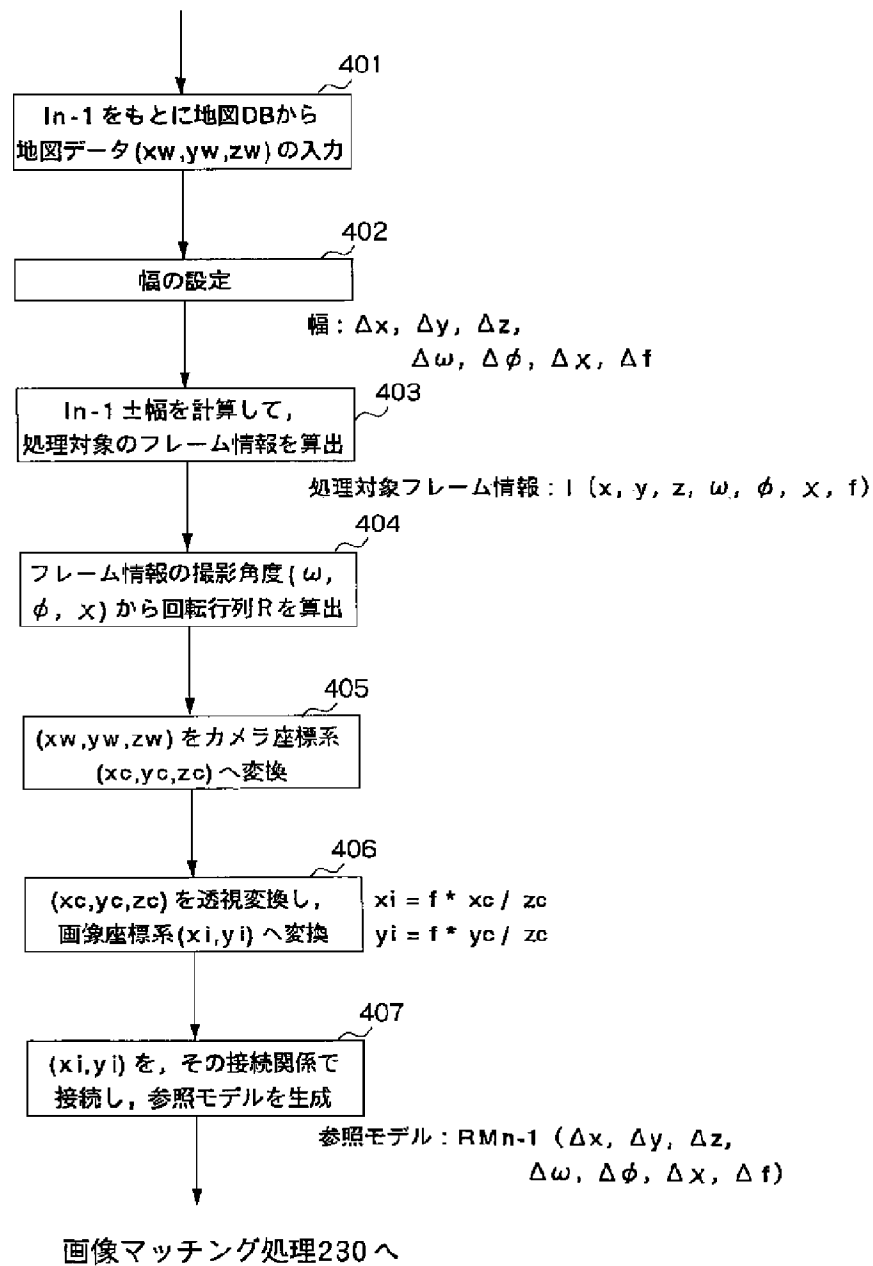 401
In-1をもとに地図DBから
地図データ(xw,yw,zw)の入力
402
幅の設定
幅：Δx, Δy, Δz,
Δω, Δφ, Δχ, Δf
403
In-1±幅を計算して,
処理対象のフレーム情報を算出
処理対象フレーム情報：I (x, y, z, ω, φ, χ, f)
404
フレーム情報の撮影角度(ω,
φ, χ)から回転行列Rを算出
405
(xw,yw,zw)をカメラ座標系
(xc,yc,zc)へ変換
406
(xc,yc,zc)を透視変換し,
画像座標系(xi,yi)へ変換
xi = f * xc / zc
yi = f * yc / zc
407
(xi,yi)を, その接続関係で
接続し, 参照モデルを生成
参照モデル：RMn-1 (Δx, Δy, Δz,
Δω, Δφ, Δχ, Δf)
画像マッチング処理230へ